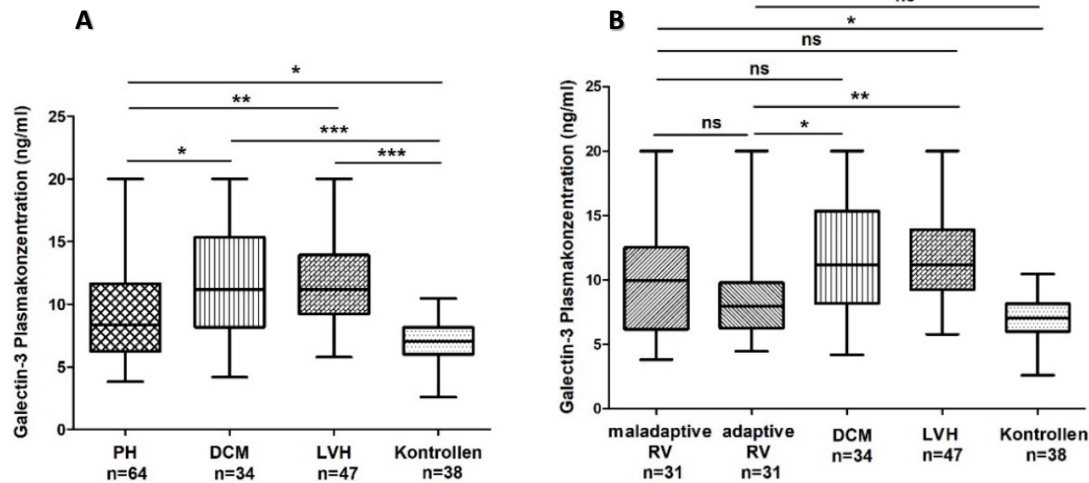 A
*
**
***
*
***
Galectin-3 Plasmakonzentration (ng/ml)
25
20
15
10
5
0
PH
n=64
DCM
n=34
LVH
n=47
Kontrollen
n=38
B
ns
*
ns
ns
**
ns
*
Galectin-3 Plasmakonzentration (ng/ml)
25
20
15
10
5
0
maladaptive
RV
n=31
adaptive
RV
n=31
DCM
n=34
LVH
n=47
Kontrollen
n=38